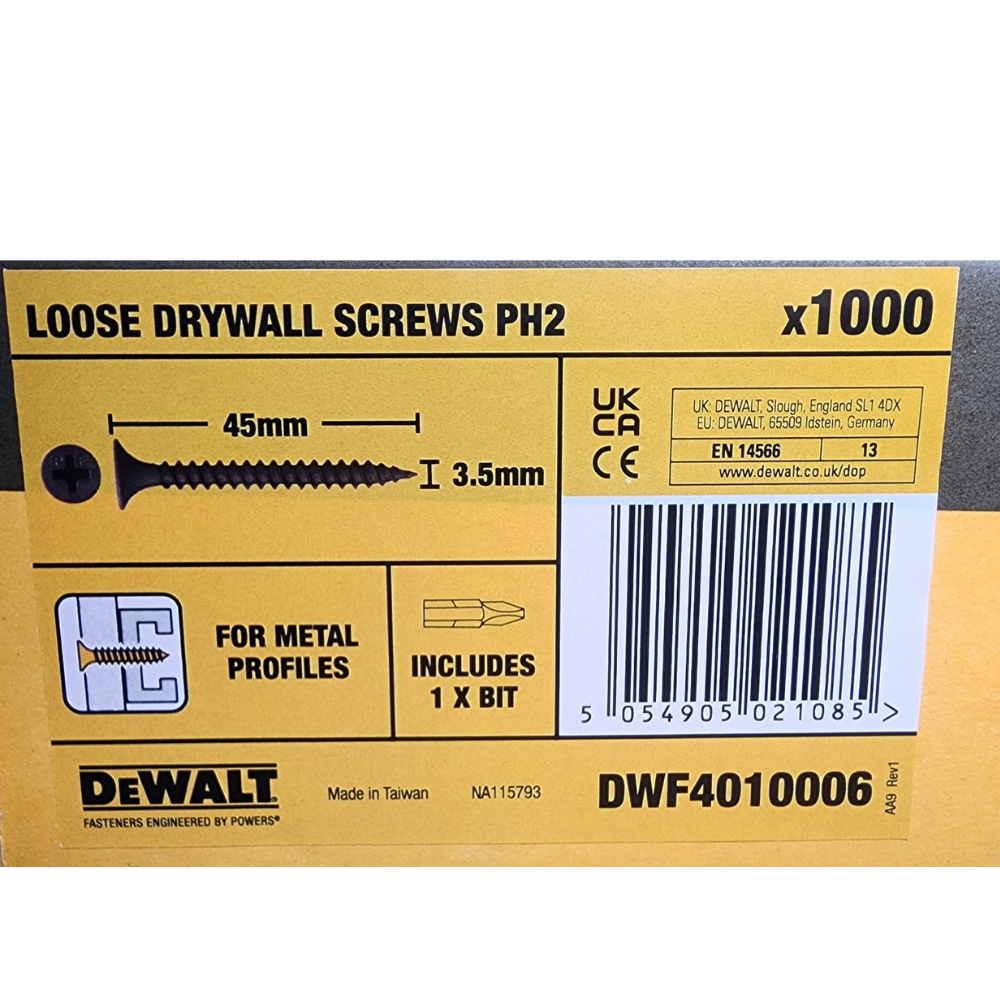 LOOSE DRYWALL SCREWS PH2
x1000
45mm
3.5mm
UK
CA
CE
UK: DEWALT, Slough, England SL1 4DX
EU: DEWALT, 65509 Idstein, Germany
EN 14566
13
www.dewalt.co.uk/dop
FOR METAL
PROFILES
INCLUDES
1 X BIT
5 054905 021085 >
DEWALT
FASTENERS ENGINEERED BY POWERS®
Made in Taiwan
NA115793
DWF4010006
AA9 Rev1